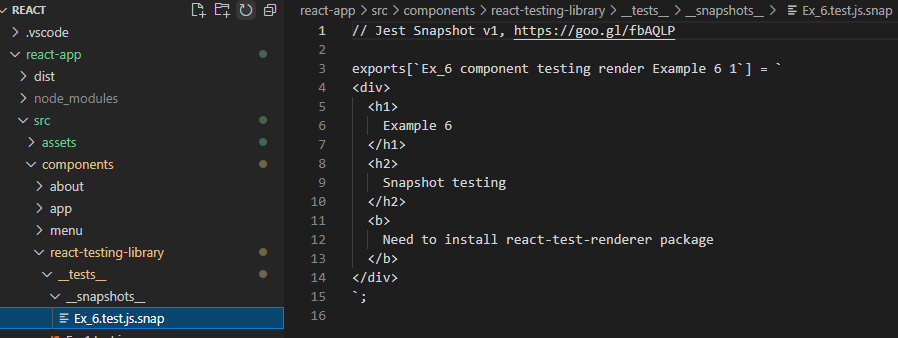 REACT
.vscode
react-app
dist
node_modules
src
assets
components
about
app
menu
react-testing-library
__tests__
__snapshots__
Ex_6.test.js.snap
react-app > src > components > react-testing-library > __tests__ > __snapshots__ > Ex_6.test.js.snap
1 // Jest Snapshot v1, https://goo.gl/fbAQLP
2
3 exports[`Ex_6 component testing render Example 6 1`] = `
4 <div>
5 <h1>
6 Example 6
7 </h1>
8 <h2>
9 Snapshot testing
10 </h2>
11 <b>
12 Need to install react-test-renderer package
13 </b>
14 </div>
15 `;
16